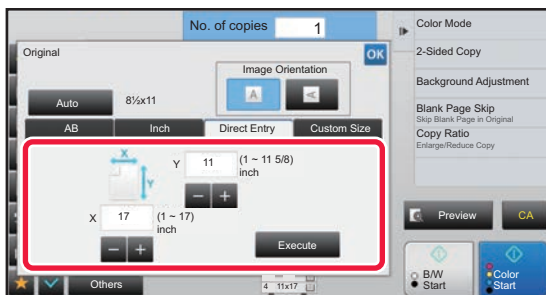 No. of copies 1
Original
OK
Image Orientation
A A
Auto 8½x11
AB Inch Direct Entry Custom Size
X
Y
Y 11 (1 ~ 11 5/8)
inch
X 17 (1 ~ 17)
inch
Execute
Others
4 11x17
Color Mode
2-Sided Copy
Background Adjustment
Blank Page Skip
Skip Blank Page in Original
Copy Ratio
Enlarge/Reduce Copy
Preview CA
B/W
Start
Color
Start